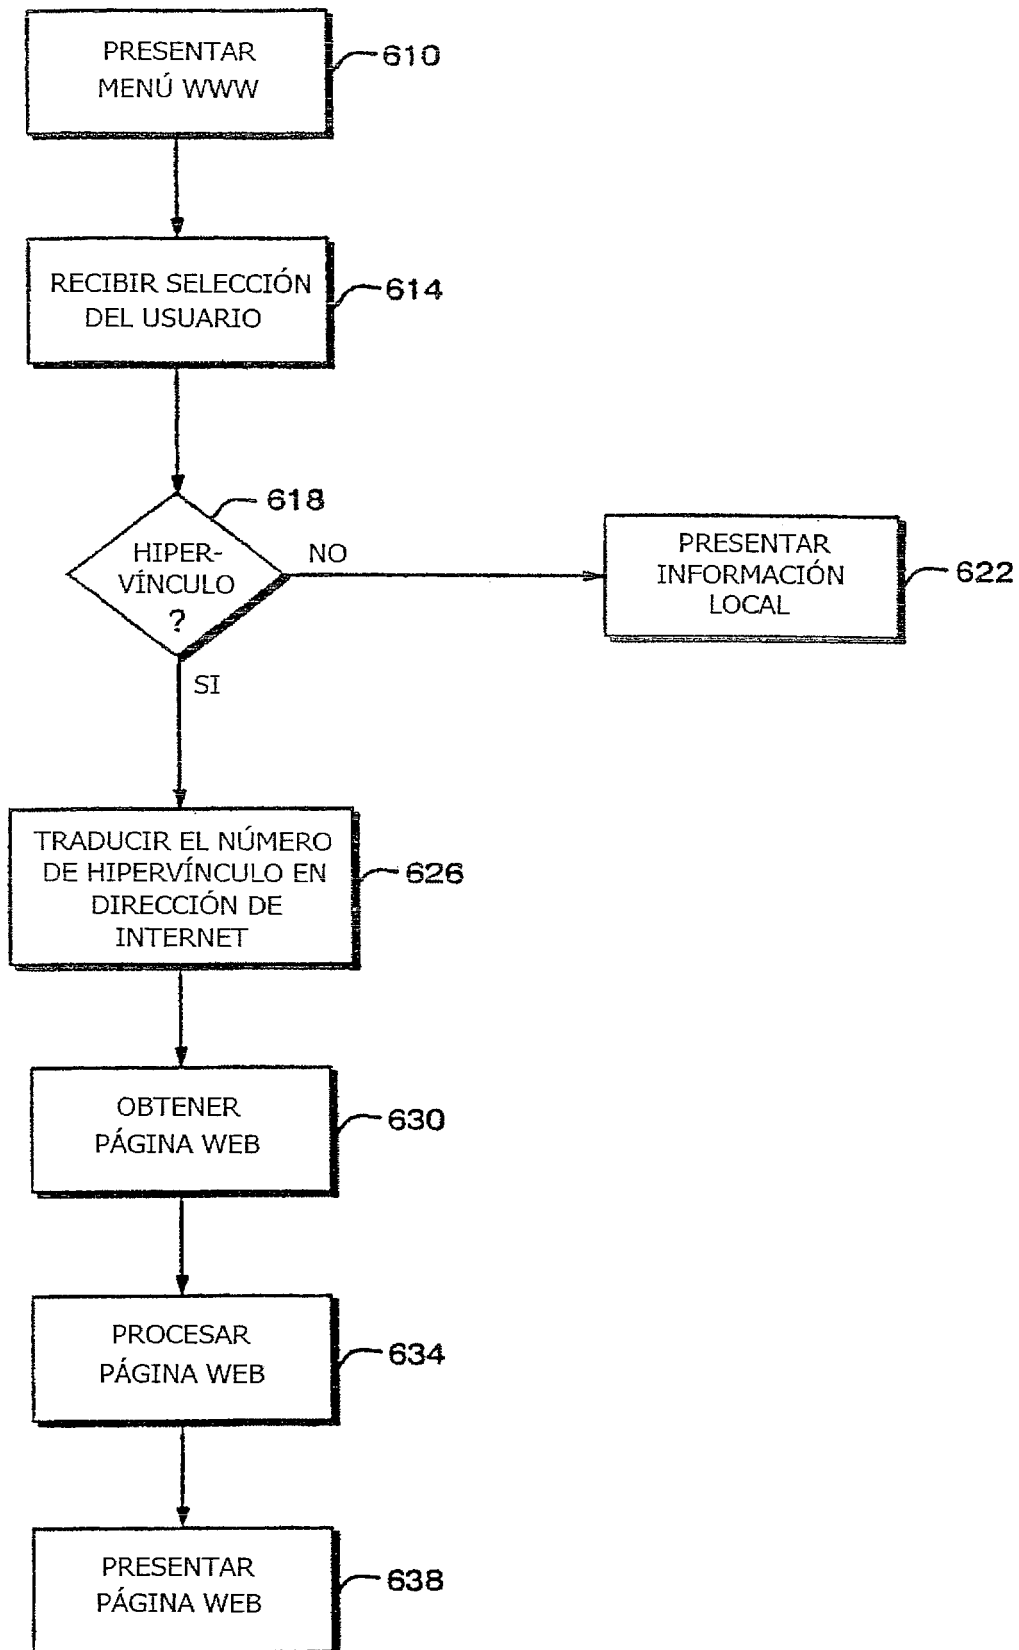 PRESENTAR
MENÚ WWW
610
RECIBIR SELECCIÓN
DEL USUARIO
614
618
HIPER-
VÍNCULO
?
NO
PRESENTAR
INFORMACIÓN
LOCAL
622
SI
TRADUCIR EL NÚMERO
DE HIPERVÍNCULO EN
DIRECCIÓN DE
INTERNET
626
OBTENER
PÁGINA WEB
630
PROCESAR
PÁGINA WEB
634
PRESENTAR
PÁGINA WEB
638